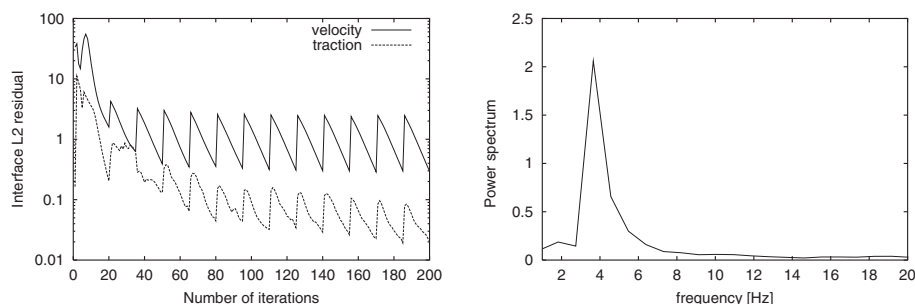 100
10
1
0.1
0.01
0 20 40 60 80 100 120 140 160 180 200
Interface L2 residual
Number of iterations
velocity
traction
2.5
2
1.5
1
0.5
0
2 4 6 8 10 12 14 16 18 20
Power spectrum
frequency [Hz]